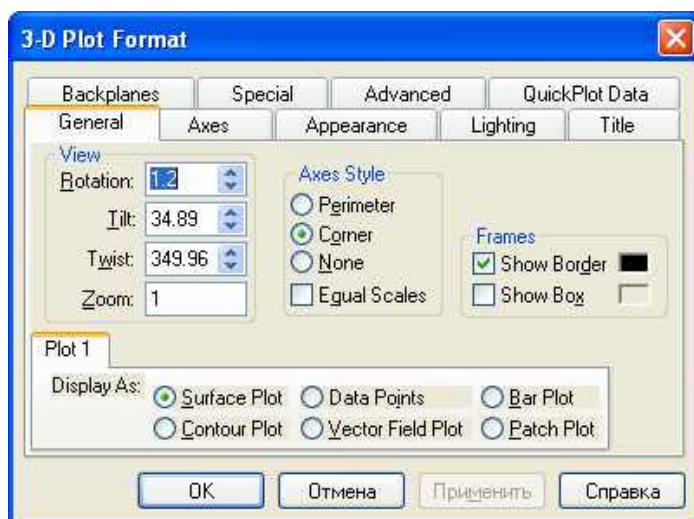 3-D Plot Format
Backplanes Special Advanced QuickPlot Data
General Axes Appearance Lighting Title
View
Rotation: 1.2
Tilt: 34.89
Twist: 349.96
Zoom: 1
Axes Style
Perimeter
Corner
None
Equal Scales
Frames
Show Border
Show Box
Plot 1
Display As:
Surface Plot Data Points Bar Plot
Contour Plot Vector Field Plot Patch Plot
OK Отмена Применить Справка